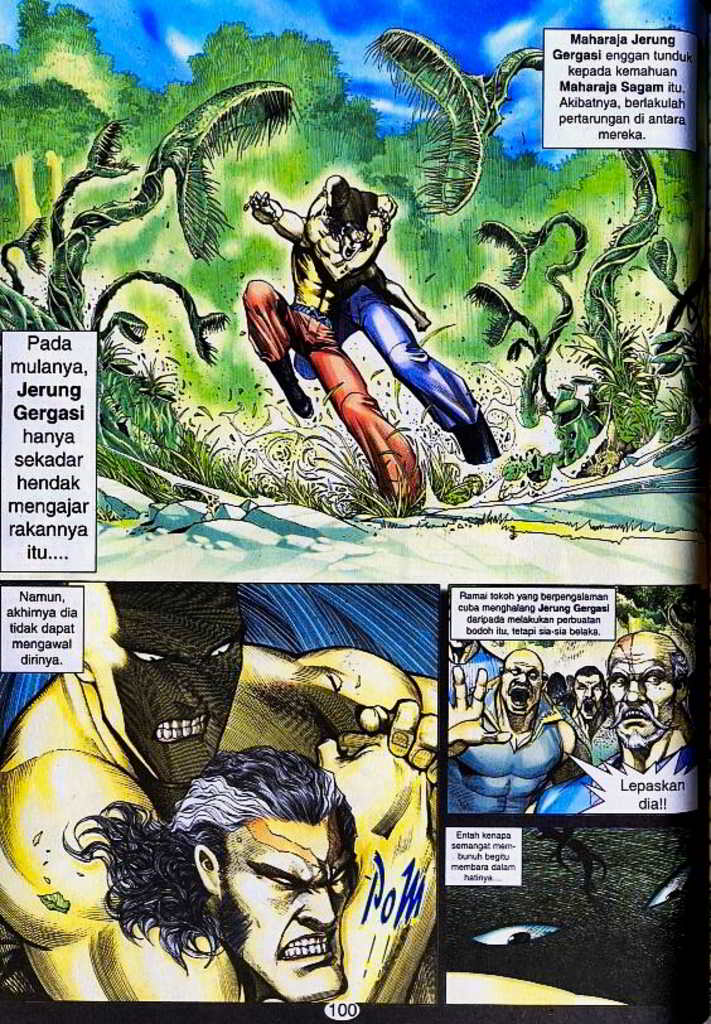 Maharaja Jerung
Gergasi enggan tunduk
kepada kemahuan
Maharaja Sagam itu.
Akibatnya, berlakulah
pertarungan di antara
mereka.
Pada
mulanya,
Jerung
Gergasi
hanya
sekadar
hendak
mengajar
rakannya
itu....
Namun,
akhirnya dia
tidak dapat
mengawal
dirinya.
POM
Ramai tokoh yang berpengalaman
cuba menghalang Jerung Gergasi
daripada melakukan perbuatan
bodoh itu, tetapi sia-sia belaka.
Lepaskan
dia!!
Entah kenapa
semangat mem-
bunuh begitu
membara dalam
hatinya...
100